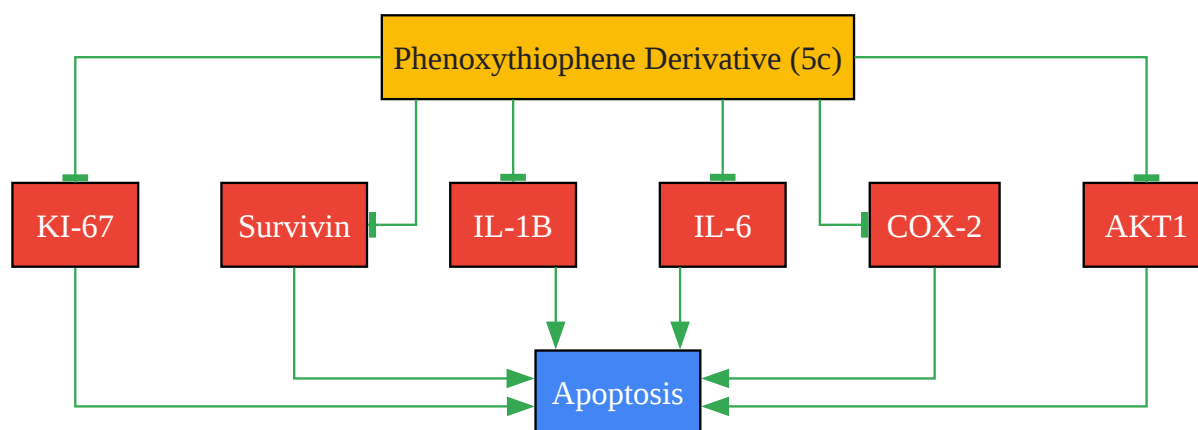 Phenoxythiophene Derivative (5c)
KI-67
Survivin
IL-1B
IL-6
COX-2
AKT1
Apoptosis